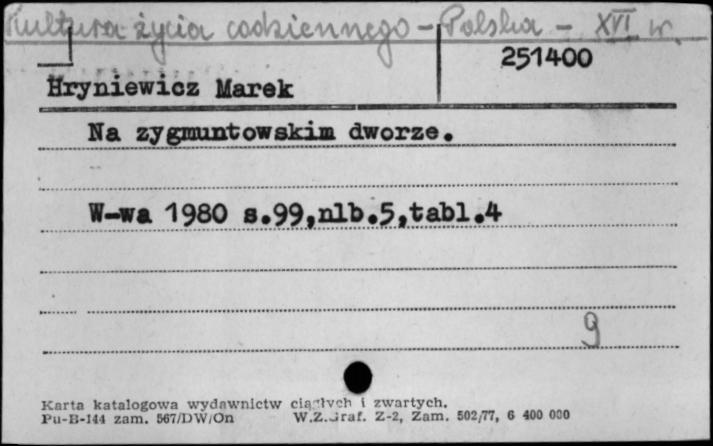 Kultura życia codziennego - Polska - XVI w.
251400
Hryniewicz Marek
Na zygmuntowskim dworze.
W-wa 1980 s.99,nlb.5,tabl.4
9
Karta katalogowa wydawnictw ciągłych i zwartych.
Pu-B-144 zam. 567/DW/On W.Z.Graf. Z-2, Zam. 502/77, 6 400 000